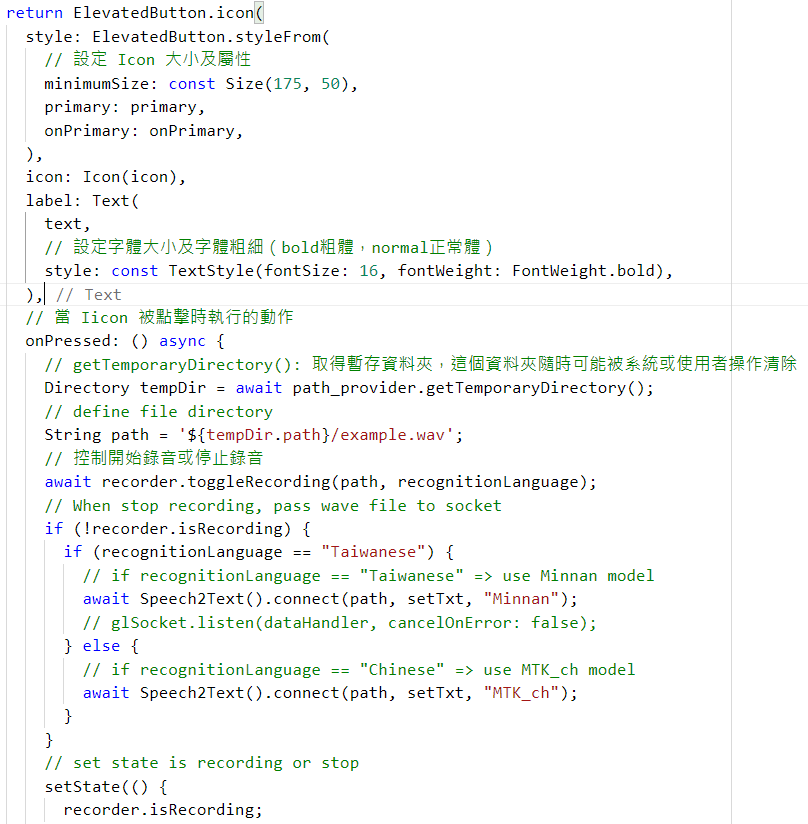 return ElevatedButton.icon(
style: ElevatedButton.styleFrom(
// 設定 Icon 大小及屬性
minimumSize: const Size(175, 50),
primary: primary,
onPrimary: onPrimary,
),
icon: Icon(icon),
label: Text(
text,
// 設定字體大小及字體粗細（bold粗體，normal正常體）
style: const TextStyle(fontSize: 16, fontWeight: FontWeight.bold),
), // Text
// 當 Iicon 被點擊時執行的動作
onPressed: () async {
// getTemporaryDirectory(): 取得暫存資料夾，這個資料夾隨時可能被系統或使用者操作清除
Directory tempDir = await path_provider.getTemporaryDirectory();
// define file directory
String path = '${tempDir.path}/example.wav';
// 控制開始錄音或停止錄音
await recorder.toggleRecording(path, recognitionLanguage);
// When stop recording, pass wave file to socket
if (!recorder.isRecording) {
if (recognitionLanguage == "Taiwanese") {
// if recognitionLanguage == "Taiwanese" => use Minnan model
await Speech2Text().connect(path, setTxt, "Minnan");
// glSocket.listen(dataHandler, cancelOnError: false);
} else {
// if recognitionLanguage == "Chinese" => use MTK_ch model
await Speech2Text().connect(path, setTxt, "MTK_ch");
}
}
// set state is recording or stop
setState(() {
recorder.isRecording;